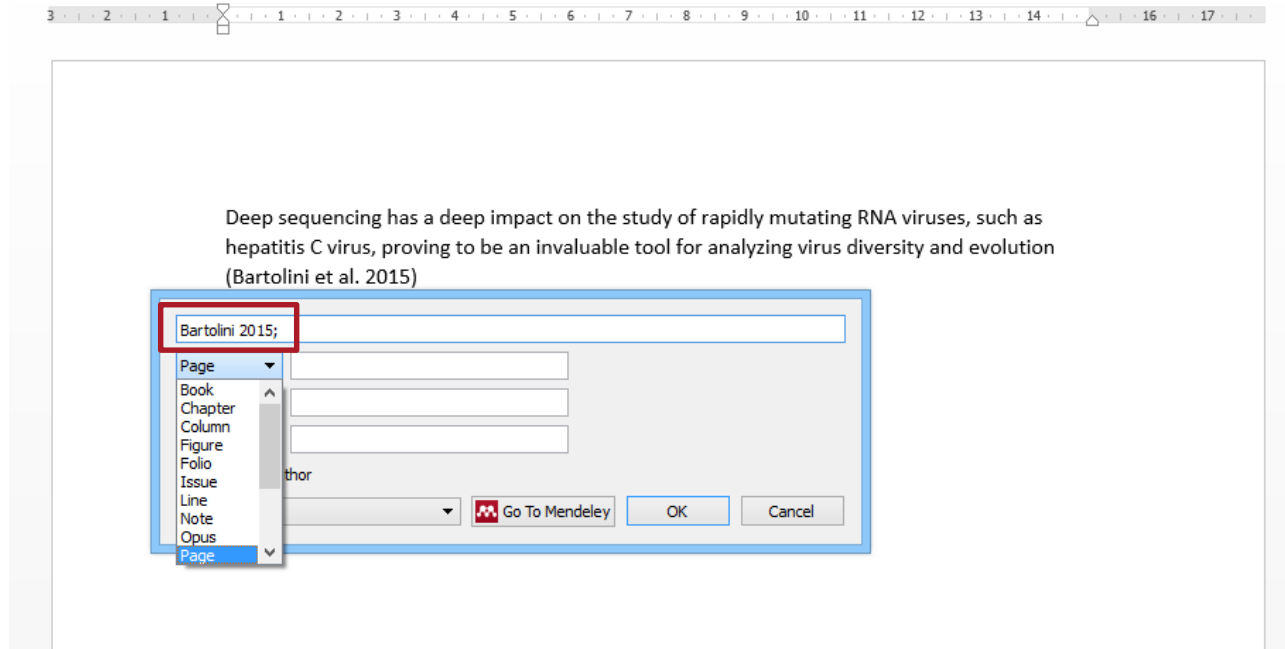 3 2 1 1 2 3 4 5 6 7 8 9 10 11 12 13 14 16 17
Deep sequencing has a deep impact on the study of rapidly mutating RNA viruses, such as
hepatitis C virus, proving to be an invaluable tool for analyzing virus diversity and evolution
(Bartolini et al. 2015)
Bartolini 2015;
Page
Book
Chapter
Column
Figure
Folio
Issue
thor
Line
Note
Go To Mendeley OK Cancel
Opus
Page